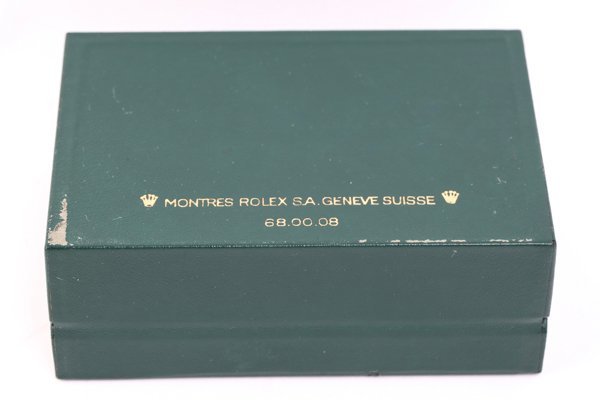 MONTRES ROLEX S.A. GENEVE SUISSE
68.00.08